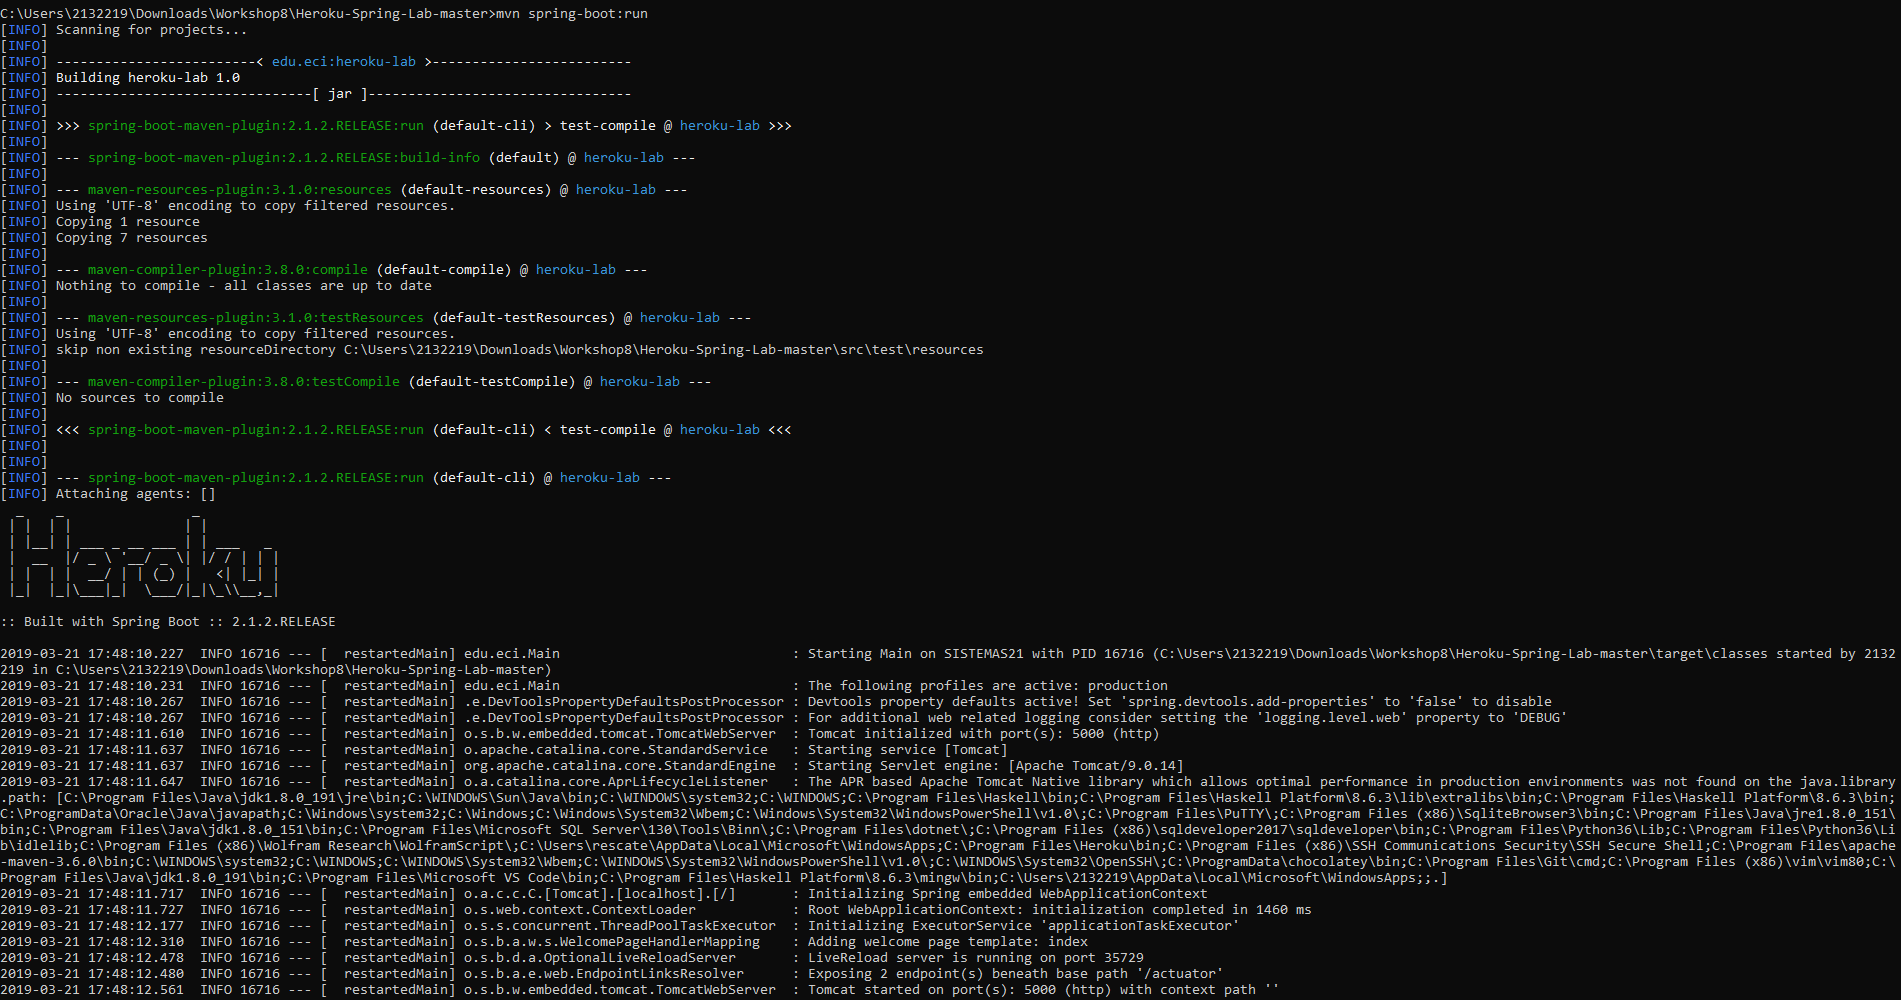 C:\Users\2132219\Downloads\Workshop8\Heroku-Spring-Lab-master>mvn spring-boot:run
[INFO] Scanning for projects...
[INFO]
[INFO] -------------------------< edu.eci:heroku-lab >-------------------------
[INFO] Building heroku-lab 1.0
[INFO] --------------------------------[ jar ]---------------------------------
[INFO]
[INFO] >>> spring-boot-maven-plugin:2.1.2.RELEASE:run (default-cli) > test-compile @ heroku-lab >>>
[INFO]
[INFO] --- spring-boot-maven-plugin:2.1.2.RELEASE:build-info (default) @ heroku-lab ---
[INFO]
[INFO] --- maven-resources-plugin:3.1.0:resources (default-resources) @ heroku-lab ---
[INFO] Using 'UTF-8' encoding to copy filtered resources.
[INFO] Copying 1 resource
[INFO] Copying 7 resources
[INFO]
[INFO] --- maven-compiler-plugin:3.8.0:compile (default-compile) @ heroku-lab ---
[INFO] Nothing to compile - all classes are up to date
[INFO]
[INFO] --- maven-resources-plugin:3.1.0:testResources (default-testResources) @ heroku-lab ---
[INFO] Using 'UTF-8' encoding to copy filtered resources.
[INFO] skip non existing resourceDirectory C:\Users\2132219\Downloads\Workshop8\Heroku-Spring-Lab-master\src\test\resources
[INFO]
[INFO] --- maven-compiler-plugin:3.8.0:testCompile (default-testCompile) @ heroku-lab ---
[INFO] No sources to compile
[INFO]
[INFO] <<< spring-boot-maven-plugin:2.1.2.RELEASE:run (default-cli) < test-compile @ heroku-lab <<<
[INFO]
[INFO]
[INFO] --- spring-boot-maven-plugin:2.1.2.RELEASE:run (default-cli) @ heroku-lab ---
[INFO] Attaching agents: []
Heroku
:: Built with Spring Boot :: 2.1.2.RELEASE
2019-03-21 17:48:10.227  INFO 16716 --- [  restartedMain] edu.eci.Main                             : Starting Main on SISTEMAS21 with PID 16716 (C:\Users\2132219\Downloads\Workshop8\Heroku-Spring-Lab-master\target\classes started by 2132
219 in C:\Users\2132219\Downloads\Workshop8\Heroku-Spring-Lab-master)
2019-03-21 17:48:10.231  INFO 16716 --- [  restartedMain] edu.eci.Main                             : The following profiles are active: production
2019-03-21 17:48:10.267  INFO 16716 --- [  restartedMain] .e.DevToolsPropertyDefaultsPostProcessor : Devtools property defaults active! Set 'spring.devtools.add-properties' to 'false' to disable
2019-03-21 17:48:10.267  INFO 16716 --- [  restartedMain] .e.DevToolsPropertyDefaultsPostProcessor : For additional web related logging consider setting the 'logging.level.web' property to 'DEBUG'
2019-03-21 17:48:11.610  INFO 16716 --- [  restartedMain] o.s.b.w.embedded.tomcat.TomcatWebServer  : Tomcat initialized with port(s): 5000 (http)
2019-03-21 17:48:11.637  INFO 16716 --- [  restartedMain] o.apache.catalina.core.StandardService   : Starting service [Tomcat]
2019-03-21 17:48:11.637  INFO 16716 --- [  restartedMain] org.apache.catalina.core.StandardEngine  : Starting Servlet engine: [Apache Tomcat/9.0.14]
2019-03-21 17:48:11.647  INFO 16716 --- [  restartedMain] o.a.catalina.core.AprLifecycleListener   : The APR based Apache Tomcat Native library which allows optimal performance in production environments was not found on the java.library
.path: [C:\Program Files\Java\jdk1.8.0_191\jre\bin;C:\WINDOWS\Sun\Java\bin;C:\WINDOWS\system32;C:\WINDOWS;C:\Program Files\Haskell\bin;C:\Program Files\Haskell Platform\8.6.3\lib\extralibs\bin;C:\Program Files\Haskell Platform\8.6.3\bin;
C:\ProgramData\Oracle\Java\javapath;C:\Windows\system32;C:\Windows;C:\Windows\System32\Wbem;C:\Windows\System32\WindowsPowerShell\v1.0\;C:\Program Files\PuTTY\;C:\Program Files (x86)\SqliteBrowser3\bin;C:\Program Files\Java\jre1.8.0_151\
bin;C:\Program Files\Java\jdk1.8.0_151\bin;C:\Program Files\Microsoft SQL Server\130\Tools\Binn\;C:\Program Files\dotnet\;C:\Program Files (x86)\sqldeveloper2017\sqldeveloper\bin;C:\Program Files\Python36\Lib;C:\Program Files\Python36\Li
b\idlelib;C:\Program Files (x86)\Wolfram Research\WolframScript\;C:\Users\rescate\AppData\Local\Microsoft\WindowsApps;C:\Program Files\Heroku\bin;C:\Program Files (x86)\SSH Communications Security\SSH Secure Shell;C:\Program Files\apache
-maven-3.6.0\bin;C:\WINDOWS\system32;C:\WINDOWS;C:\WINDOWS\System32\Wbem;C:\WINDOWS\System32\WindowsPowerShell\v1.0\;C:\WINDOWS\System32\OpenSSH\;C:\ProgramData\chocolatey\bin;C:\Program Files\Git\cmd;C:\Program Files (x86)\vim\vim80;C:\
Program Files\Java\jdk1.8.0_191\bin;C:\Program Files\Microsoft VS Code\bin;C:\Program Files\Haskell Platform\8.6.3\mingw\bin;C:\Users\2132219\AppData\Local\Microsoft\WindowsApps;;.]
2019-03-21 17:48:11.717  INFO 16716 --- [  restartedMain] o.a.c.c.C.[Tomcat].[localhost].[/]       : Initializing Spring embedded WebApplicationContext
2019-03-21 17:48:11.727  INFO 16716 --- [  restartedMain] o.s.web.context.ContextLoader            : Root WebApplicationContext: initialization completed in 1460 ms
2019-03-21 17:48:12.177  INFO 16716 --- [  restartedMain] o.s.s.concurrent.ThreadPoolTaskExecutor  : Initializing ExecutorService 'applicationTaskExecutor'
2019-03-21 17:48:12.310  INFO 16716 --- [  restartedMain] o.s.b.a.w.s.WelcomePageHandlerMapping    : Adding welcome page template: index
2019-03-21 17:48:12.478  INFO 16716 --- [  restartedMain] o.s.b.d.a.OptionalLiveReloadServer       : LiveReload server is running on port 35729
2019-03-21 17:48:12.480  INFO 16716 --- [  restartedMain] o.s.b.a.e.web.EndpointLinksResolver      : Exposing 2 endpoint(s) beneath base path '/actuator'
2019-03-21 17:48:12.561  INFO 16716 --- [  restartedMain] o.s.b.w.embedded.tomcat.TomcatWebServer  : Tomcat started on port(s): 5000 (http) with context path ''